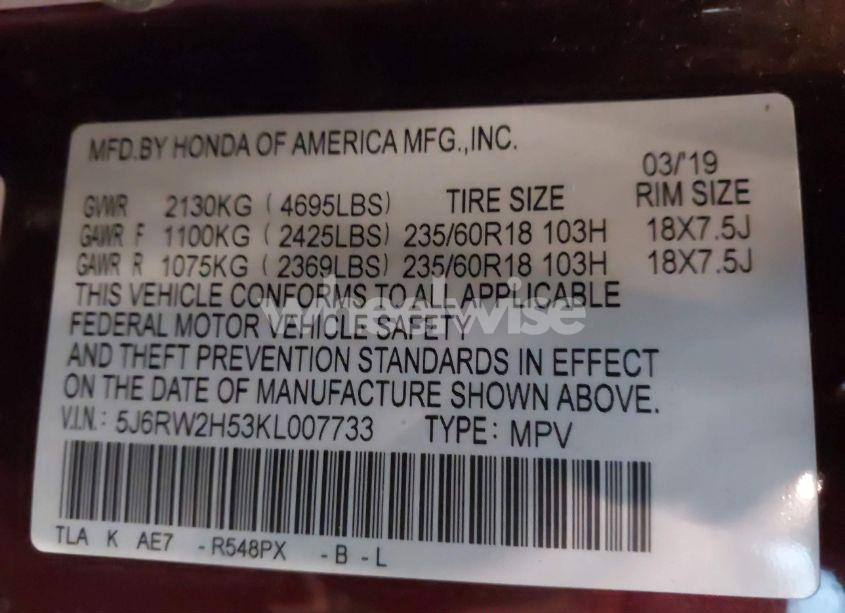 MFD.BY HONDA OF AMERICA MFG.,INC.
03/'19
GVWR 2130KG ( 4695LBS) TIRE SIZE RIM SIZE
GAWR F 1100KG ( 2425LBS) 235/60R18 103H 18X7.5J
GAWR R 1075KG ( 2369LBS) 235/60R18 103H 18X7.5J
THIS VEHICLE CONFORMS TO ALL APPLICABLE
FEDERAL MOTOR VEHICLE SAFETY
AND THEFT PREVENTION STANDARDS IN EFFECT
ON THE DATE OF MANUFACTURE SHOWN ABOVE.
V.I.N.: 5J6RW2H53KL007733 TYPE: MPV
TLA K AE7 -R548PX -B -L
wheelwise